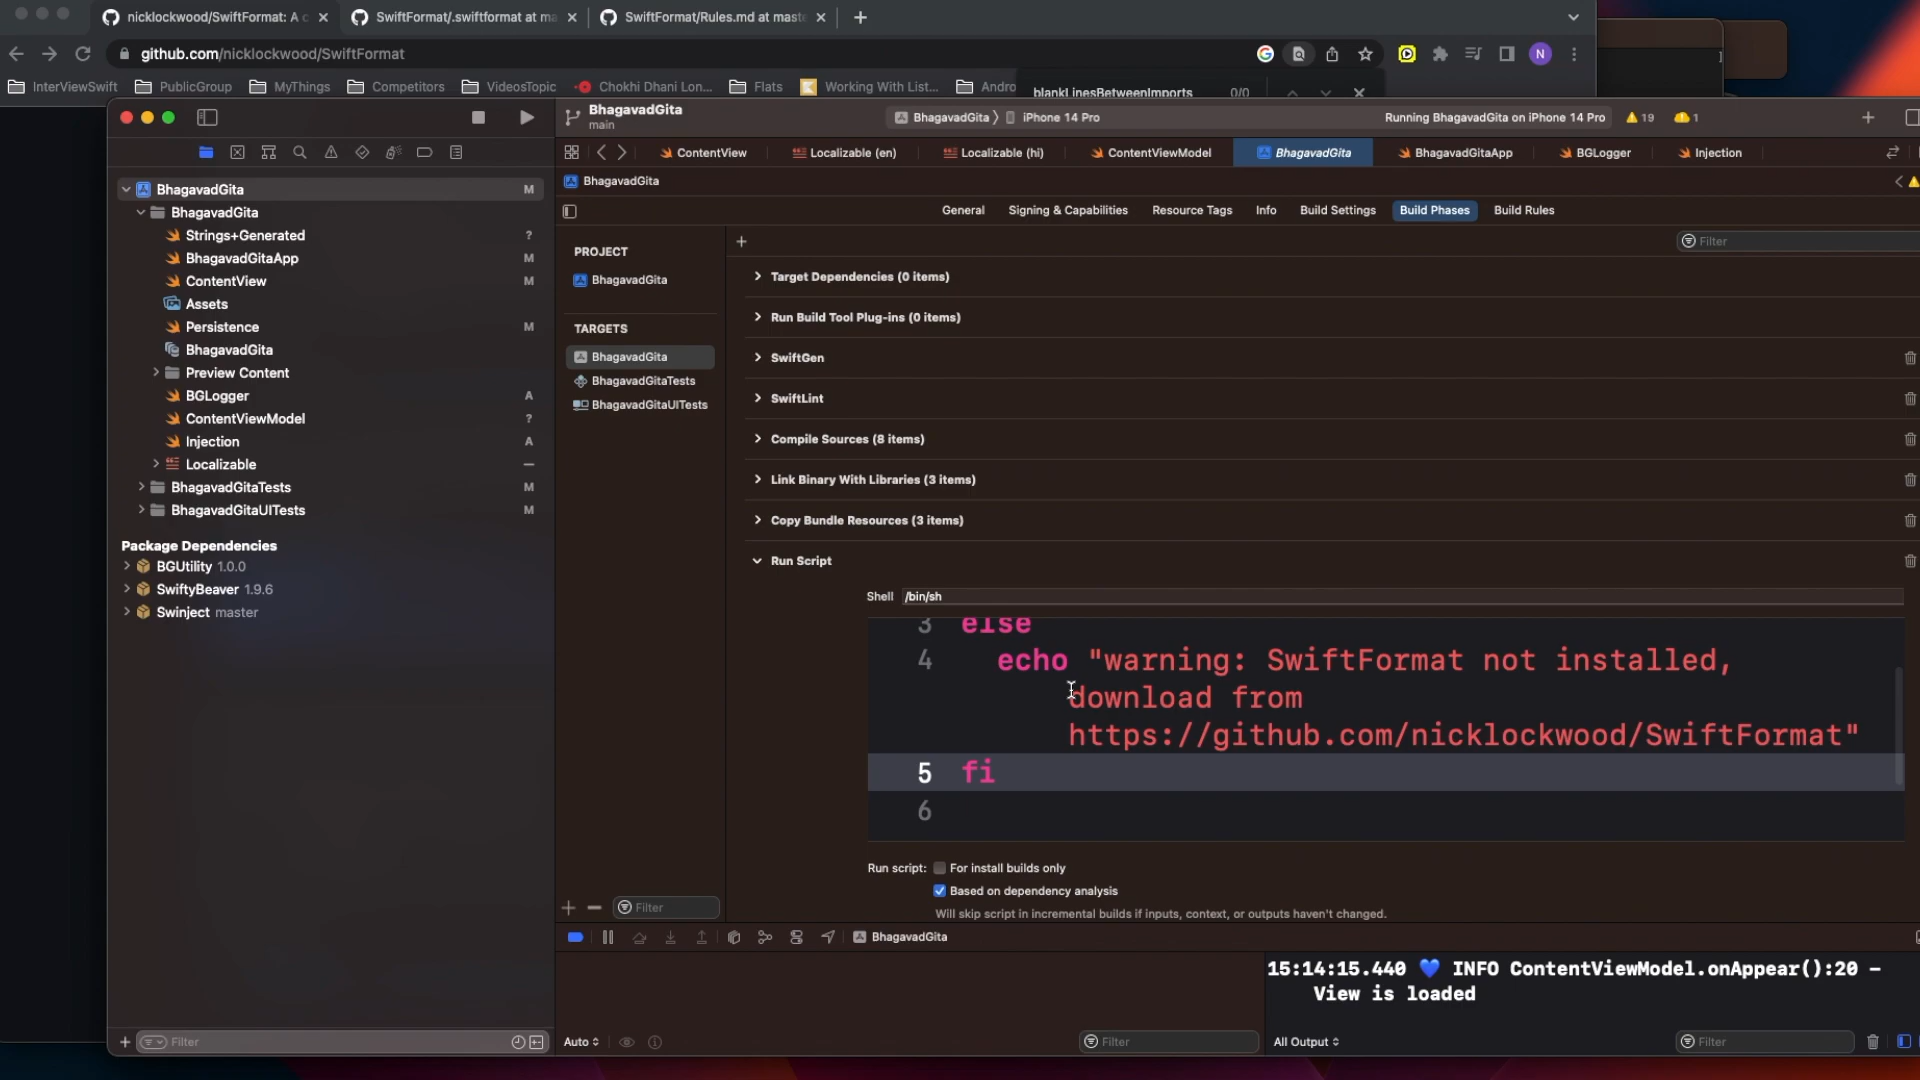 nicklockwood/SwiftFormat: A c
SwiftFormat/.swiftformat at ma
SwiftFormat/Rules.md at maste
github.com/nicklockwood/SwiftFormat
N
InterViewSwift
PublicGroup
MyThings
Competitors
VideosTopic
Chokhi Dhani Lon...
Flats
Working With List...
Andro
blankLinesBetweenImports
0/0
BhagavadGita
main
BhagavadGita
iPhone 14 Pro
Running BhagavadGita on iPhone 14 Pro
19
1
ContentView
Localizable (en)
Localizable (hi)
ContentViewModel
BhagavadGita
BhagavadGitaApp
BGLogger
Injection
BhagavadGita
General
Signing & Capabilities
Resource Tags
Info
Build Settings
Build Phases
Build Rules
BhagavadGita M
BhagavadGita
Strings+Generated ?
BhagavadGitaApp M
ContentView M
Assets
Persistence M
BhagavadGita
Preview Content
BGLogger A
ContentViewModel ?
Injection A
Localizable
BhagavadGitaTests M
BhagavadGitaUITests M
Package Dependencies
BGUtility 1.0.0
SwiftyBeaver 1.9.6
Swinject master
Filter
PROJECT
BhagavadGita
TARGETS
BhagavadGita
BhagavadGitaTests
BhagavadGitaUITests
Filter
Filter
Target Dependencies (0 items)
Run Build Tool Plug-ins (0 items)
SwiftGen
SwiftLint
Compile Sources (8 items)
Link Binary With Libraries (3 items)
Copy Bundle Resources (3 items)
Run Script
Shell /bin/sh
3 else
4 echo "warning: SwiftFormat not installed,
download from
https://github.com/nicklockwood/SwiftFormat"
5 fi
6
Run script: For install builds only
Based on dependency analysis
Will skip script in incremental builds if inputs, context, or outputs haven't changed.
BhagavadGita
15:14:15.440 💙 INFO ContentViewModel.onAppear():20 -
View is loaded
Auto
Filter
All Output
Filter